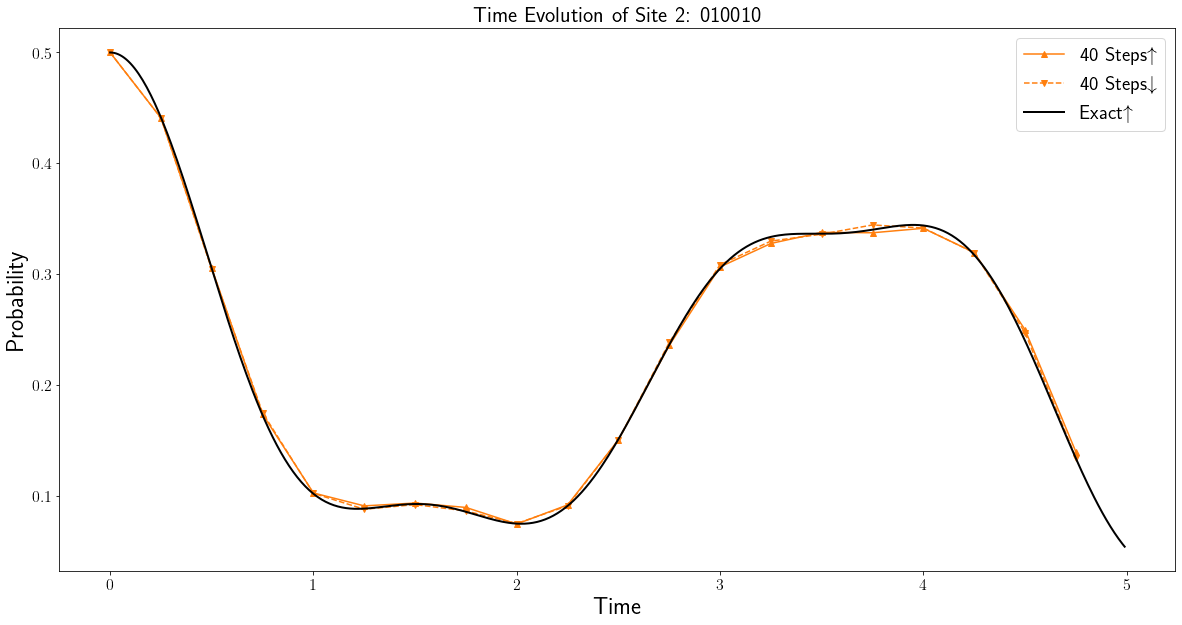 Time Evolution of Site 2: 010010
40 Steps↑
40 Steps↓
Exact↑
Probability
0.5
0.4
0.3
0.2
0.1
0 1 2 3 4 5
Time